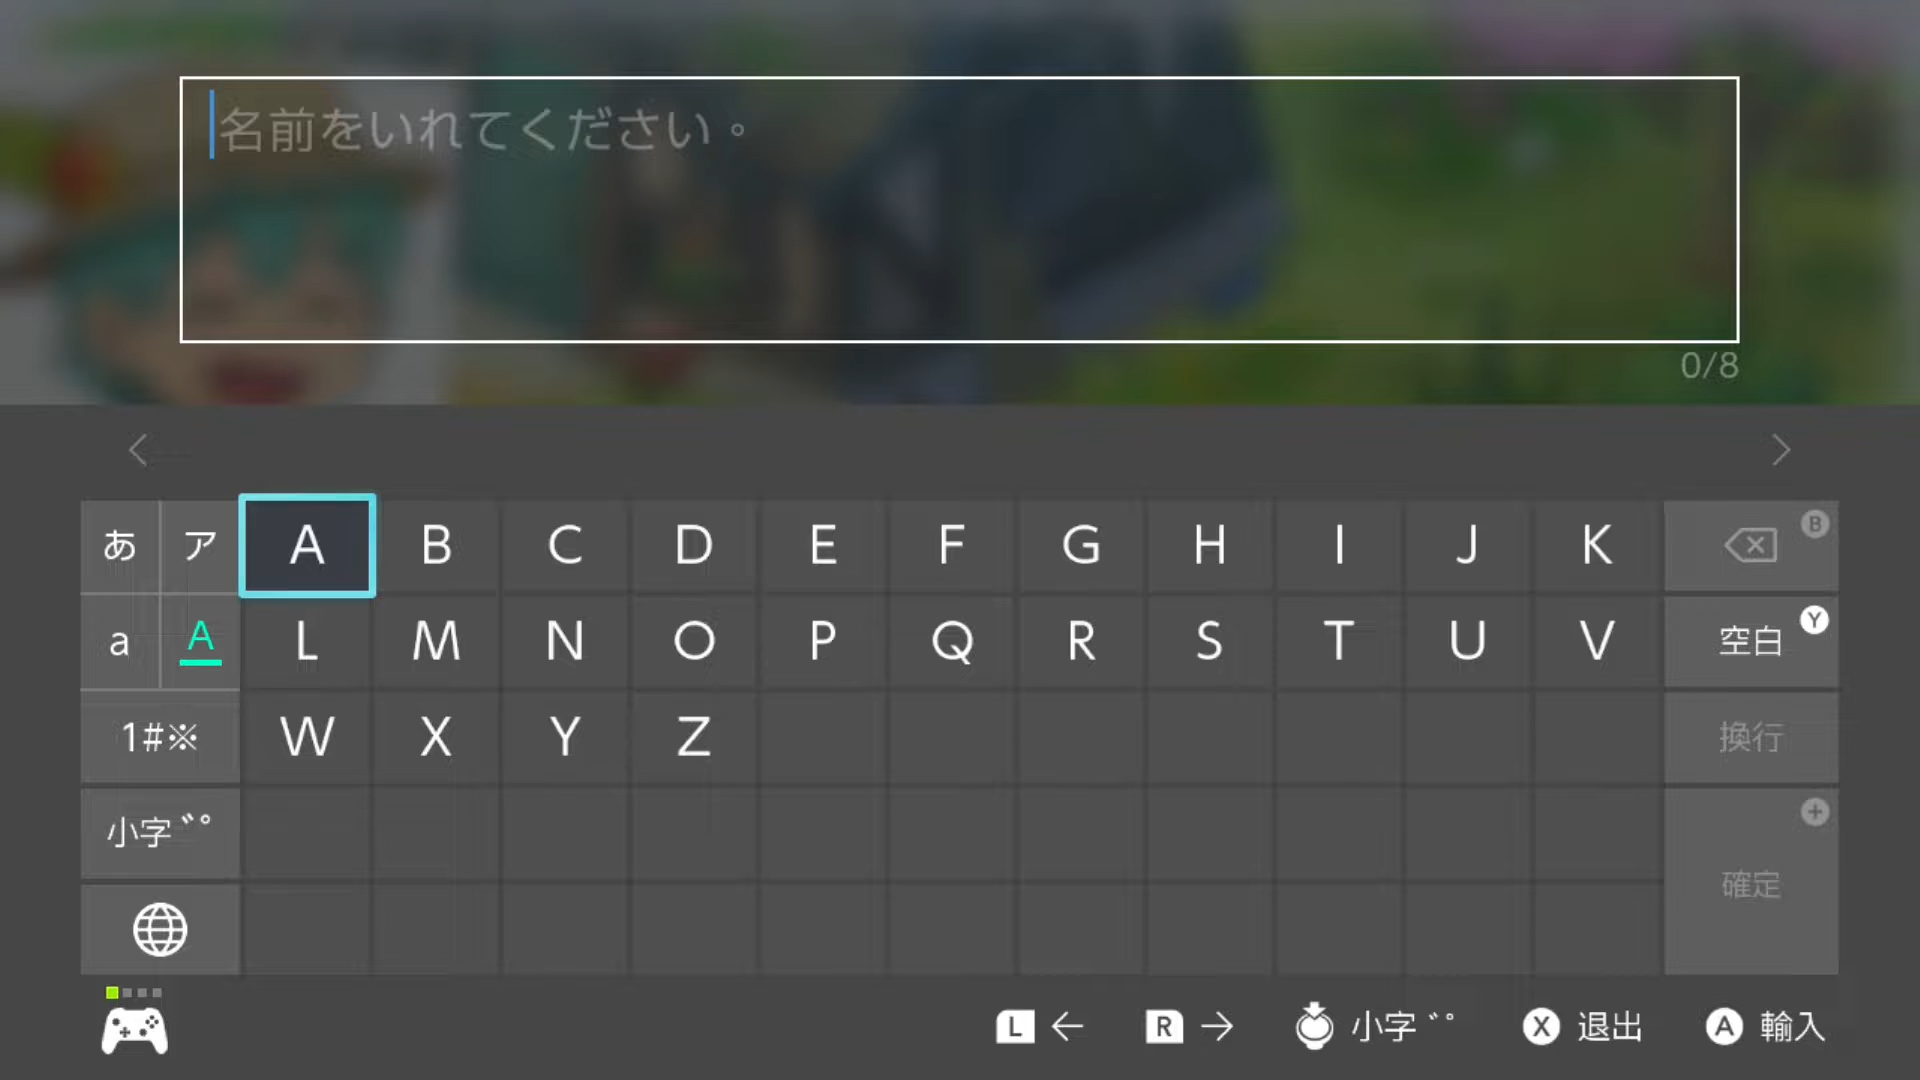 名前をいれてください。
0/8
あ ア A B C D E F G H I J K B
a A L M N O P Q R S T U V 空白 Y
1#※ W X Y Z 換行
小字 ゛゜ +
確定
L ← R → 小字 ゛゜ X 退出 A 輸入